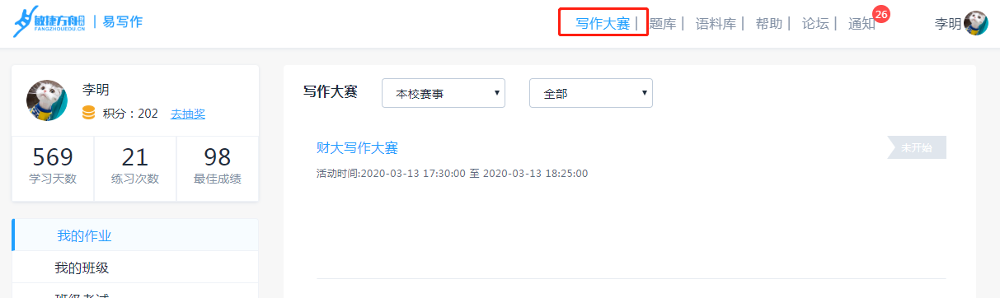 敏捷方舟
FANGZHOUEDU.CN
易写作
写作大赛 | 题库 | 语料库 | 帮助 | 论坛 | 通知 26
李明
李明
积分：202 去抽奖
569 21 98
学习天数 练习次数 最佳成绩
我的作业
我的班级
班级考试
写作大赛 本校赛事 全部
财大写作大赛 未开始
活动时间:2020-03-13 17:30:00 至 2020-03-13 18:25:00